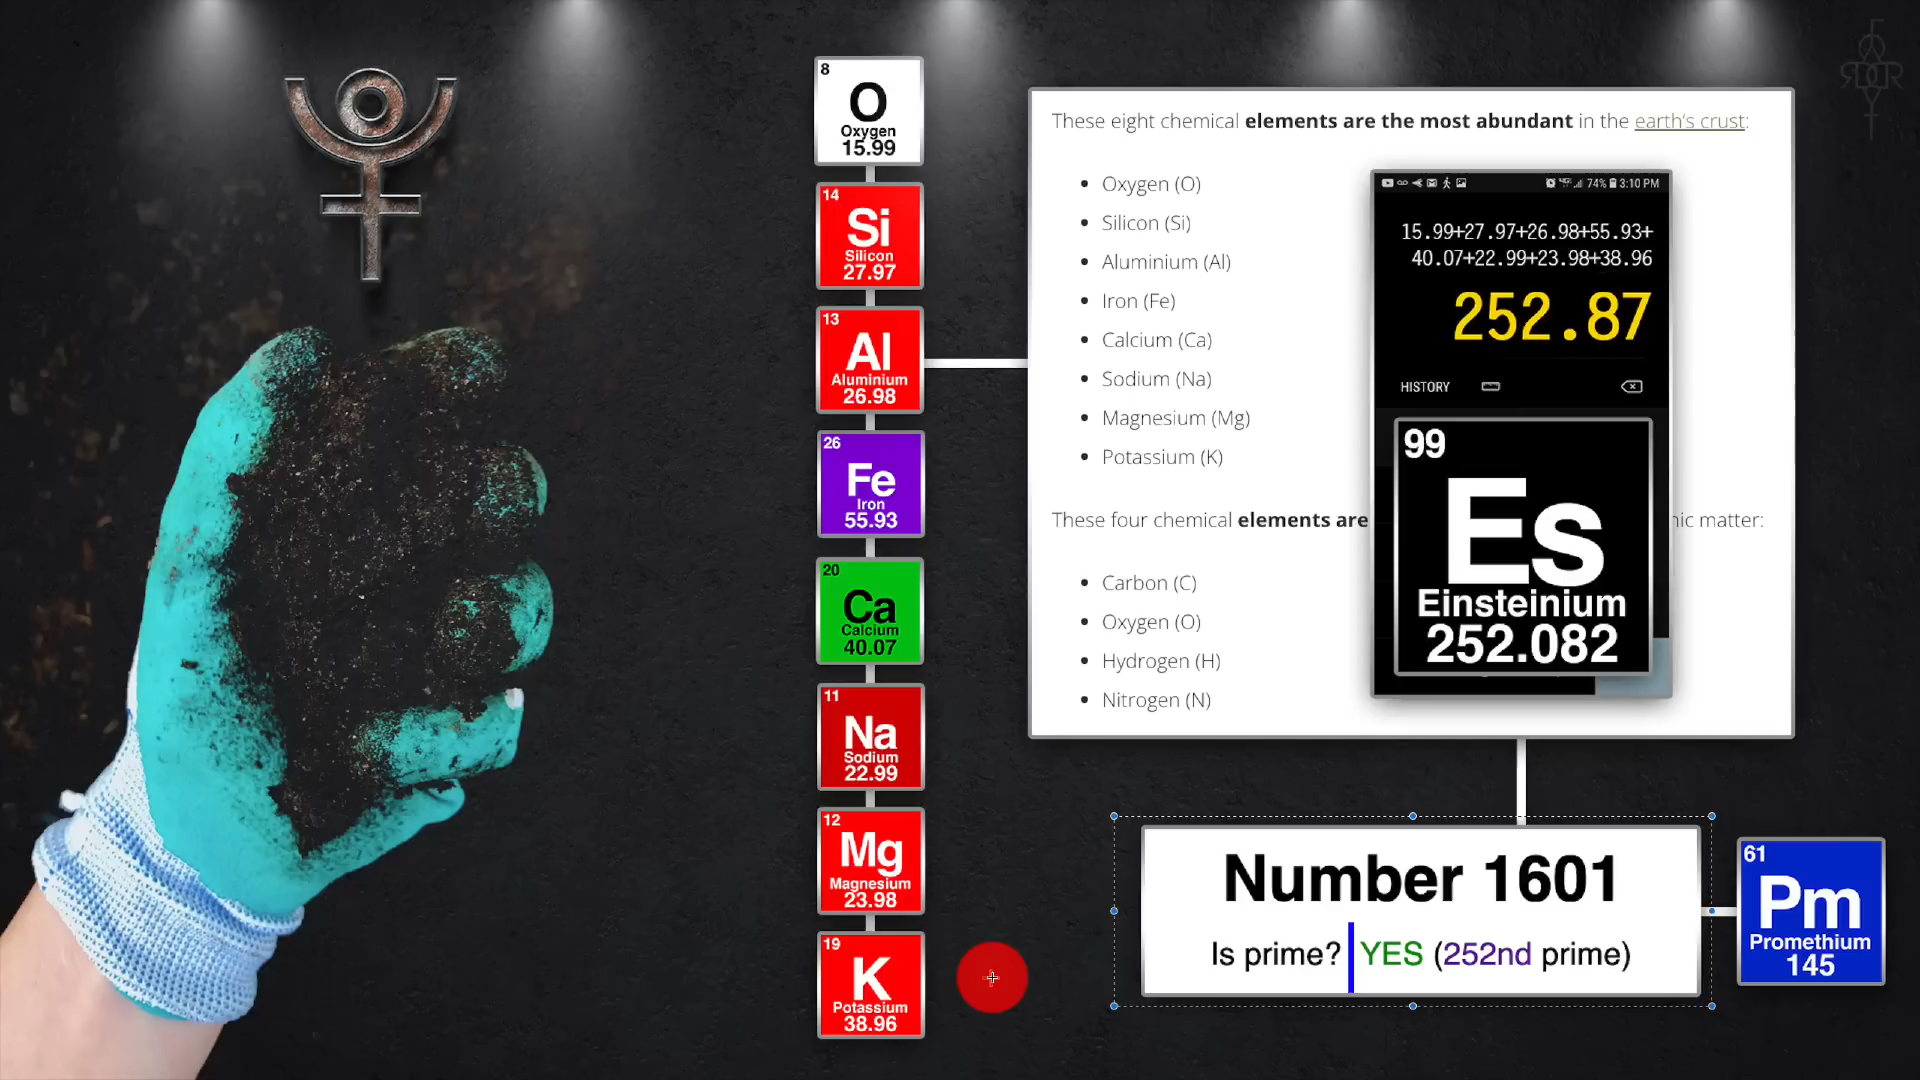 8
O
Oxygen
15.99
14
Si
Silicon
27.97
13
Al
Aluminium
26.98
26
Fe
Iron
55.93
20
Ca
Calcium
40.07
11
Na
Sodium
22.99
12
Mg
Magnesium
23.98
19
K
Potassium
38.96
These eight chemical elements are the most abundant in the earth's crust:
• Oxygen (O)
• Silicon (Si)
• Aluminium (Al)
• Iron (Fe)
• Calcium (Ca)
• Sodium (Na)
• Magnesium (Mg)
• Potassium (K)
These four chemical elements are
matter:
• Carbon (C)
• Oxygen (O)
• Hydrogen (H)
• Nitrogen (N)
74% 3:10 PM
15.99+27.97+26.98+55.93+
40.07+22.99+23.98+38.96
252.87
HISTORY
99
Es
Einsteinium
252.082
Number 1601
Is prime? YES (252nd prime)
61
Pm
Promethium
145